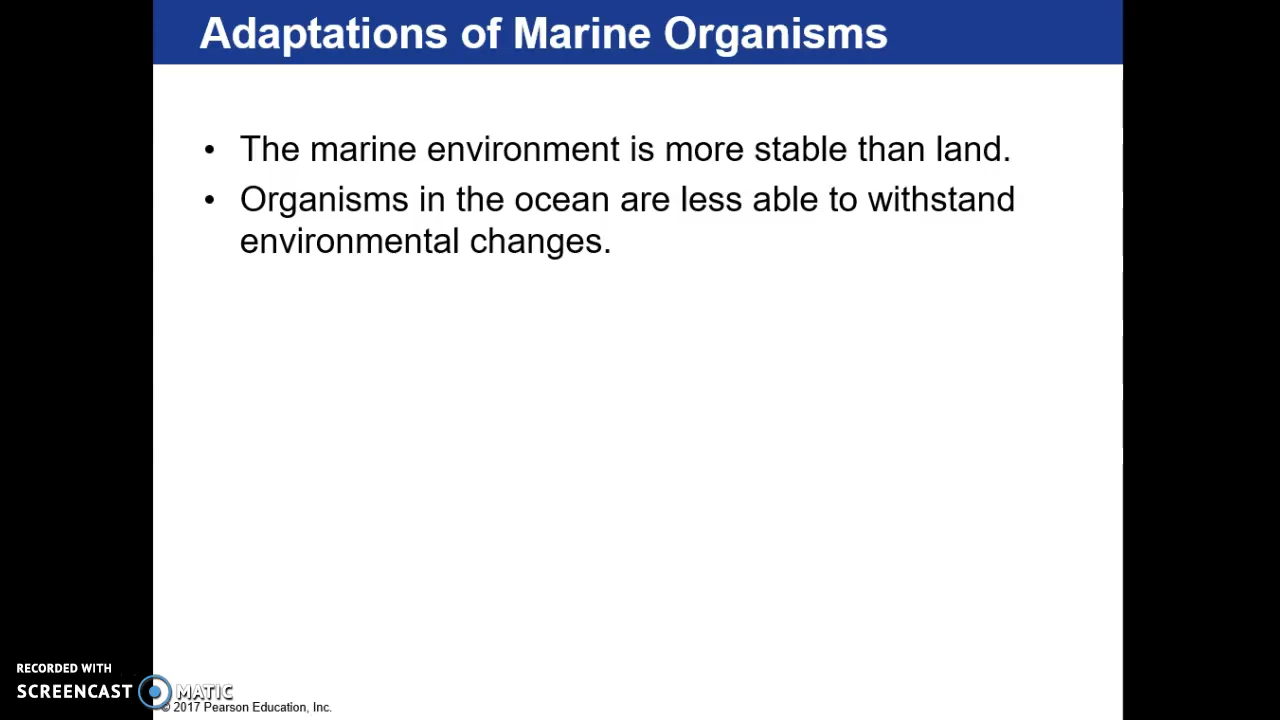 Adaptations of Marine Organisms
• The marine environment is more stable than land.
• Organisms in the ocean are less able to withstand
environmental changes.
RECORDED WITH
SCREENCAST MATIC
© 2017 Pearson Education, Inc.